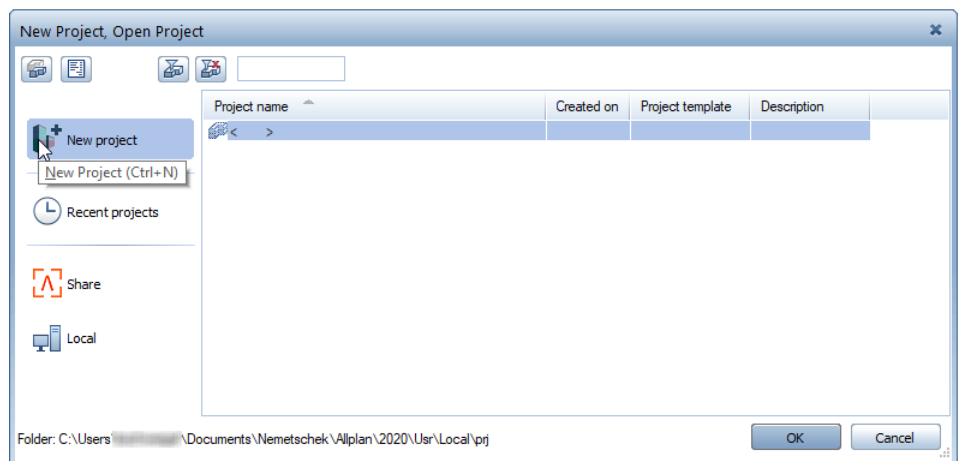 New Project, Open Project
Project name Created on Project template Description
< >
New project
New Project (Ctrl+N)
Recent projects
Share
Local
Folder: C:\Users \Documents\Nemetschek\Allplan\2020\Usr\Local\prj
OK Cancel